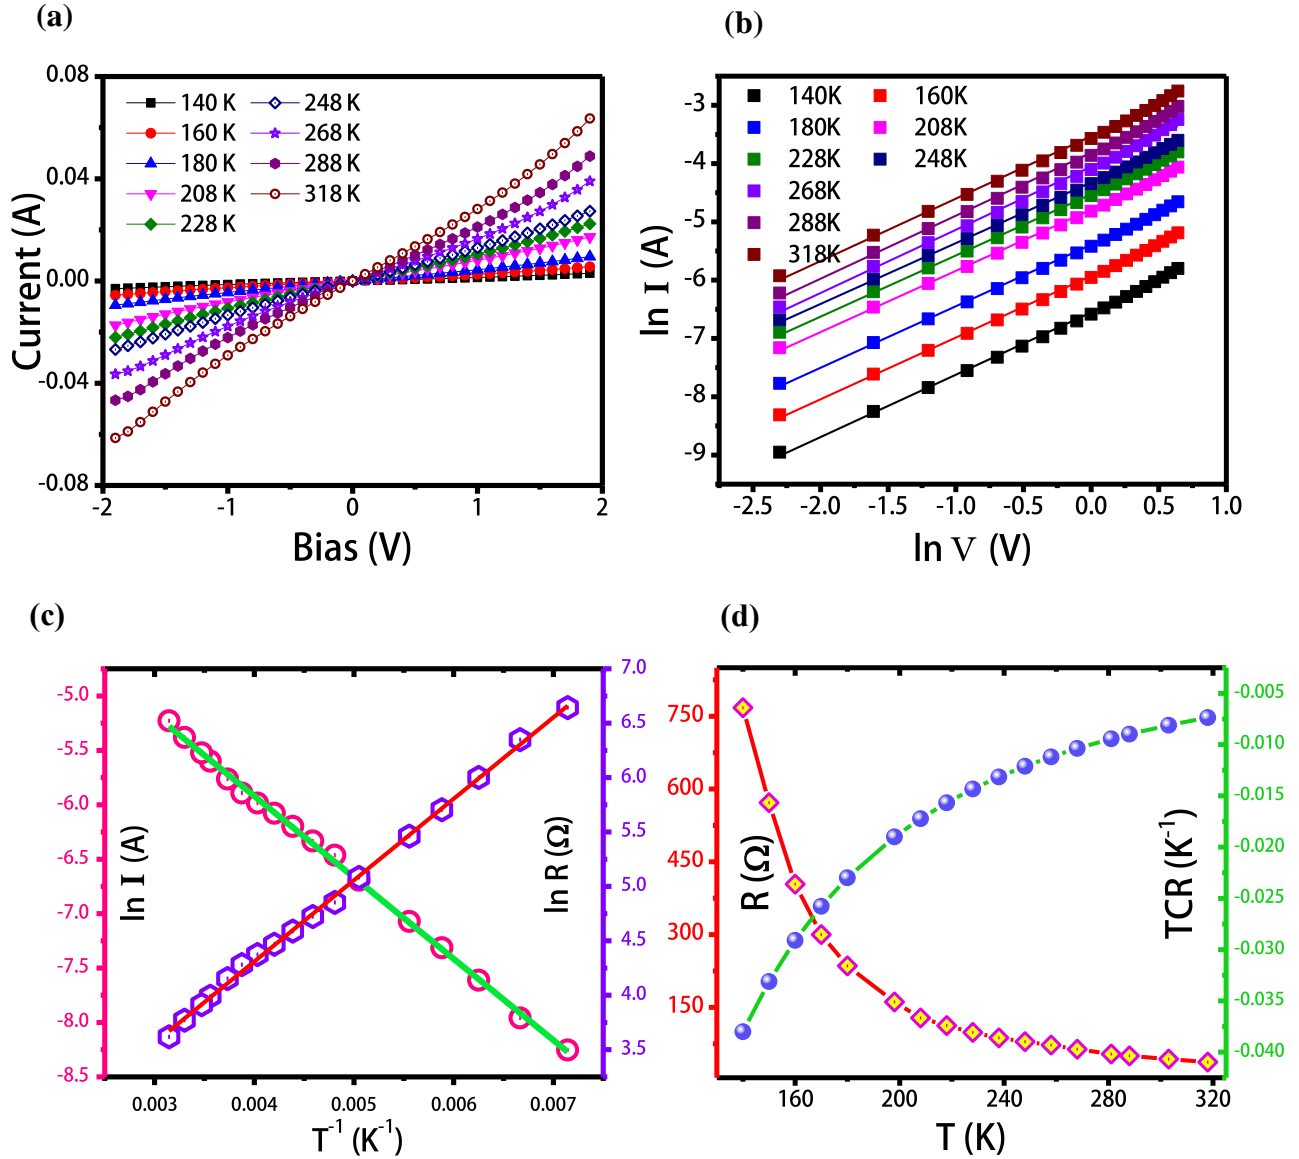 (a)
0.08
0.04
0.00
-0.04
-0.08
Current (A)
140 K
160 K
180 K
208 K
228 K
248 K
268 K
288 K
318 K
-2 -1 0 1 2
Bias (V)
(b)
-3
-4
-5
-6
-7
-8
-9
ln I (A)
140K 160K
180K 208K
228K 248K
268K
288K
318K
-2.5 -2.0 -1.5 -1.0 -0.5 0.0 0.5 1.0
ln V (V)
(c)
-5.0
-5.5
-6.0
-6.5
-7.0
-7.5
-8.0
-8.5
ln I (A)
7.0
6.5
6.0
5.5
5.0
4.5
4.0
3.5
ln R (Ω)
0.003 0.004 0.005 0.006 0.007
T⁻¹ (K⁻¹)
(d)
750
600
450
300
150
R (Ω)
-0.005
-0.010
-0.015
-0.020
-0.025
-0.030
-0.035
-0.040
TCR (K⁻¹)
160 200 240 280 320
T (K)